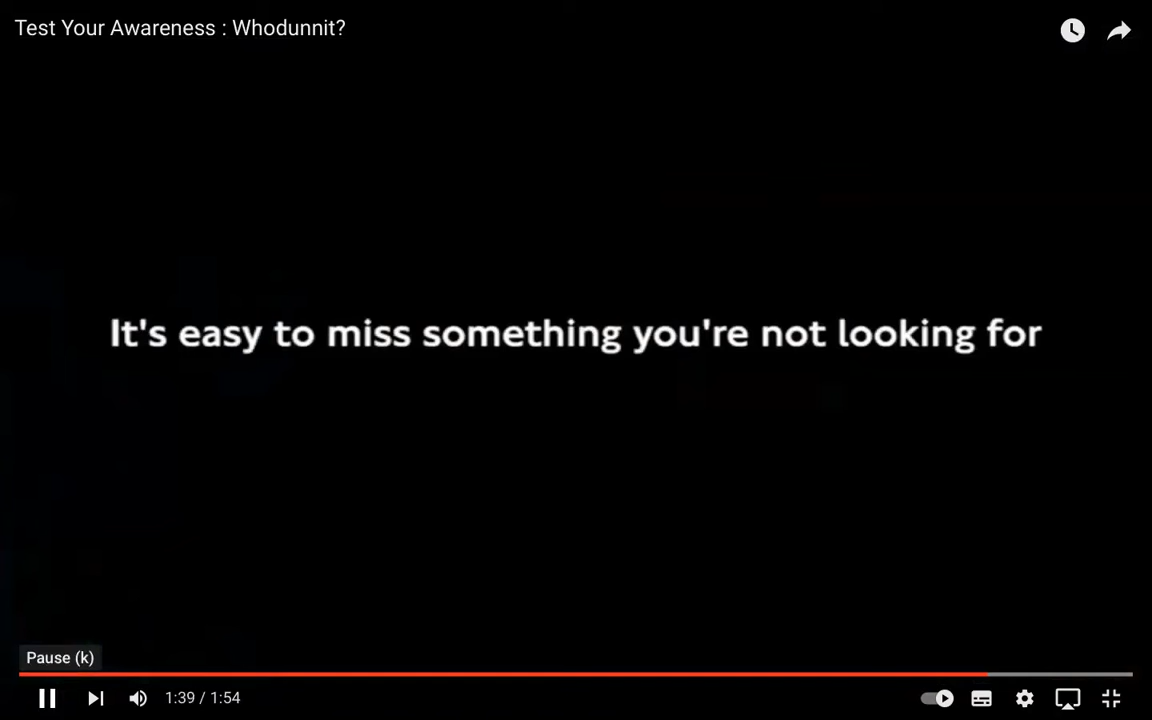 Test Your Awareness : Whodunnit?
It's easy to miss something you're not looking for
Pause (k)
1:39 / 1:54